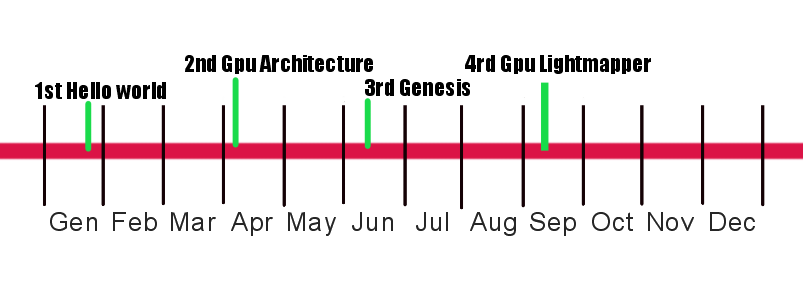 2nd Gpu Architecture
4rd Gpu Lightmapper
1st Hello world
3rd Genesis
Gen Feb Mar Apr May Jun Jul Aug Sep Oct Nov Dec